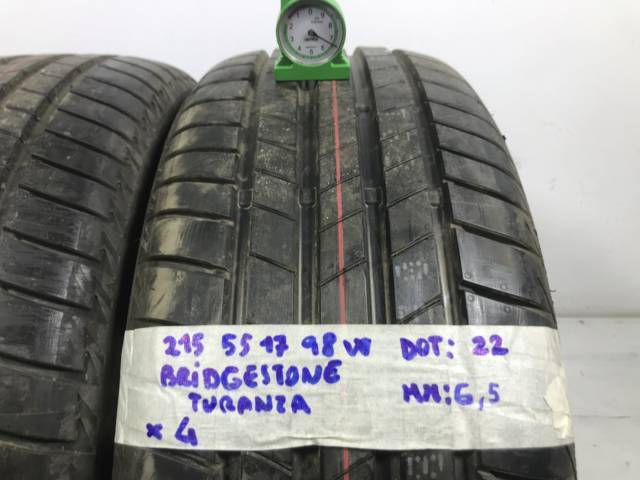 215 55 17 98 W DOT: 22
BRIDGESTONE MM: 6,5
TURANZA
x 4